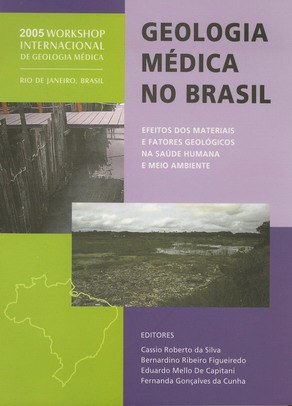 2005 WORKSHOP
INTERNACIONAL
DE GEOLOGIA MÉDICA
RIO DE JANEIRO, BRASIL
GEOLOGIA
MÉDICA
NO BRASIL
EFEITOS DOS MATERIAIS
E FATORES GEOLÓGICOS
NA SAÚDE HUMANA
E MEIO AMBIENTE
EDITORES
Cassio Roberto da Silva
Bernardino Ribeiro Figueiredo
Eduardo Mello De Capitani
Fernanda Gonçalves da Cunha